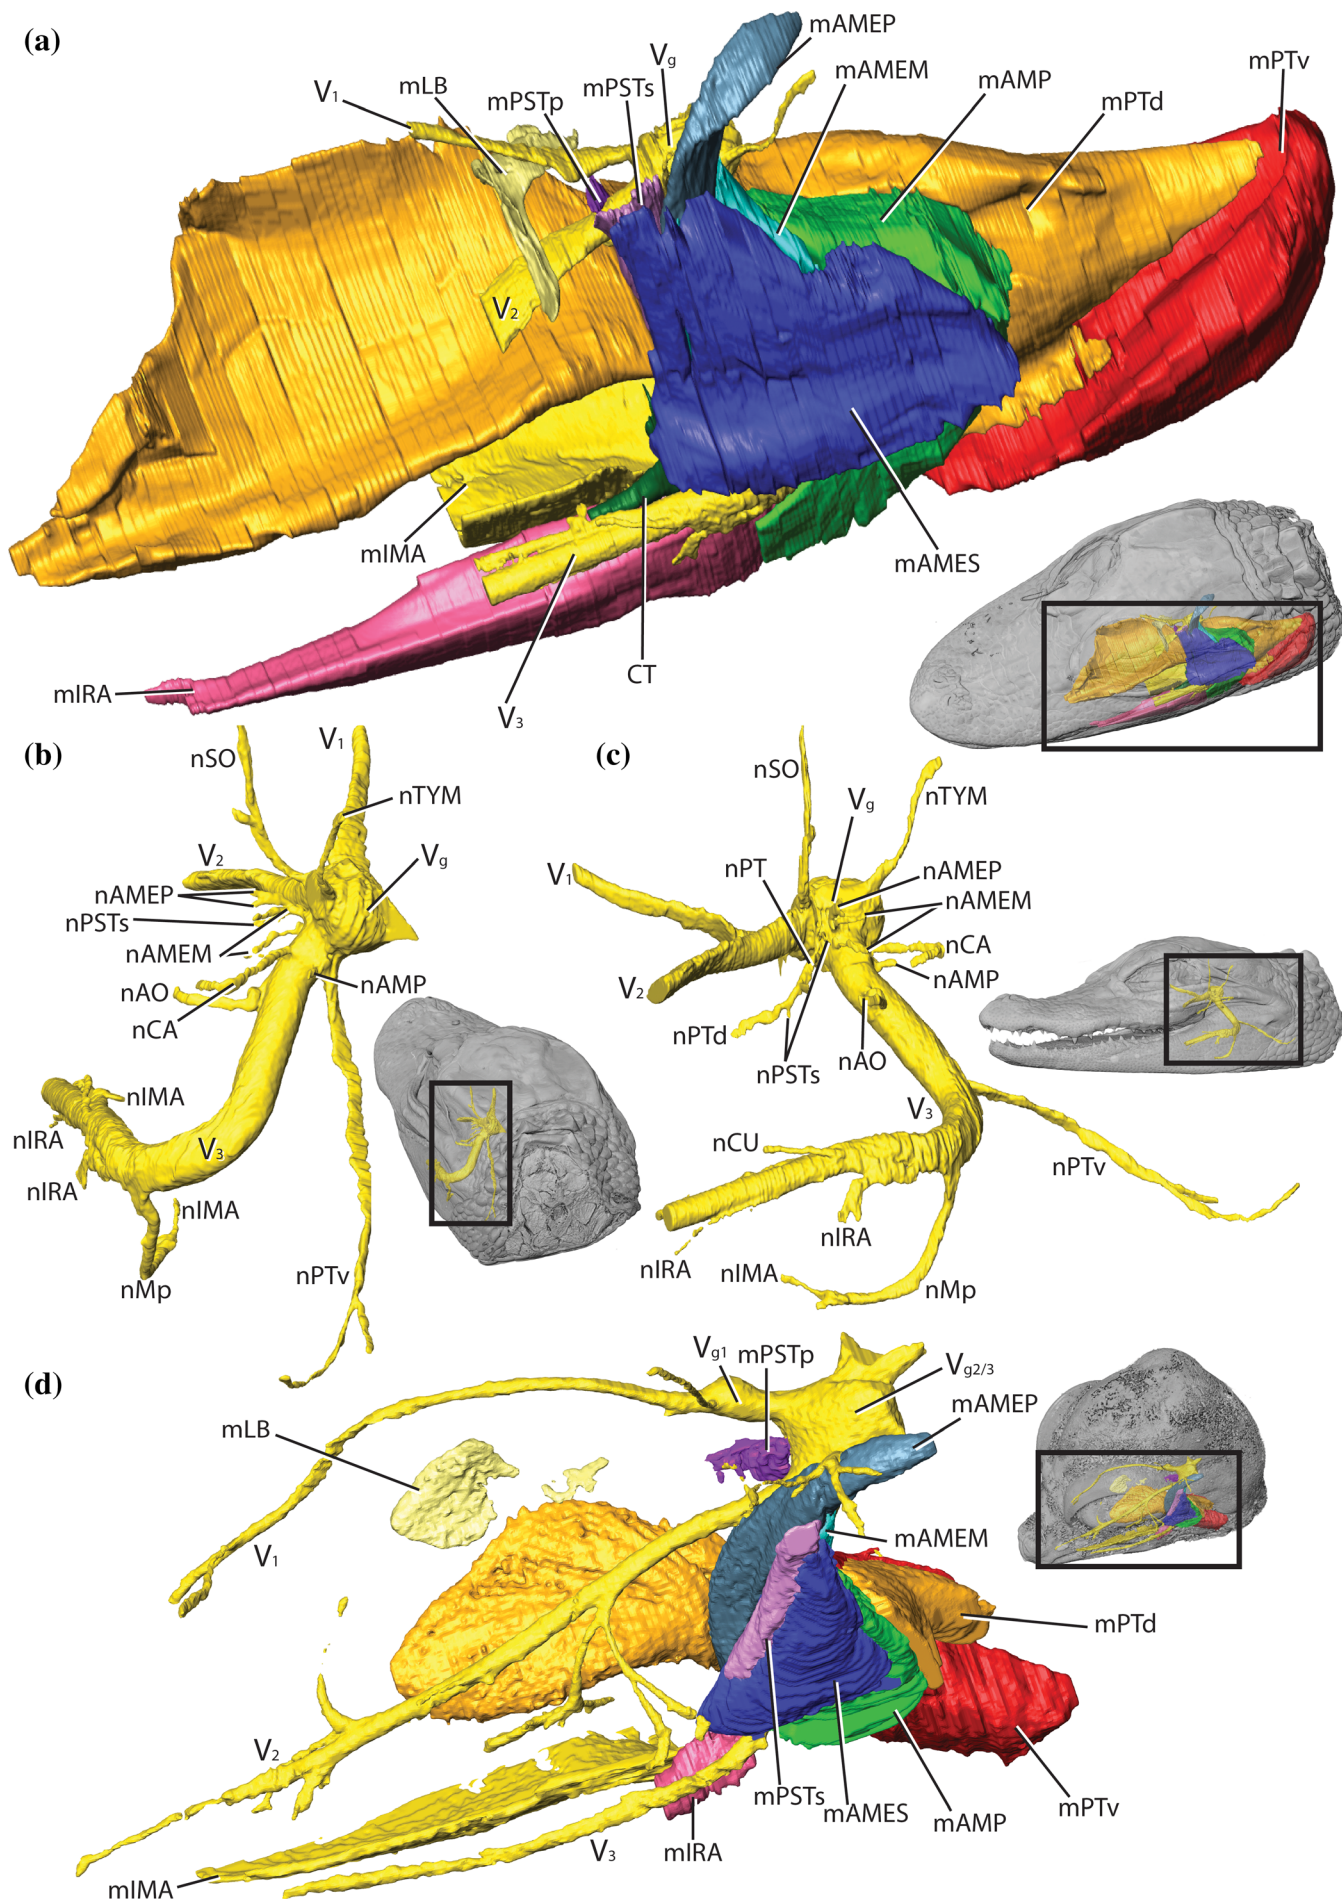 (a)
mAMEP
Vg
mAMEM
mPTv
V1
mLB
mPSTp
mPSTs
mAMP
mPTd
V2
mIMA
mAMES
CT
mIRA
V3
(b)
nSO
V1
nTYM
V2
Vg
nAMEP
nPSTs
nAMEM
nAO
nAMP
nCA
nIMA
nIRA
V3
nIRA
nIMA
nPTv
nMp
(c)
nSO
nTYM
Vg
V1
nPT
nAMEP
nAMEM
nCA
V2
nAMP
nPTd
nAO
nPSTs
V3
nCU
nPTv
nIRA
nIRA
nIMA
nMp
(d)
Vg1
mPSTp
Vg2/3
mAMEP
mLB
V1
mAMEM
mPTd
V2
mPSTs
mAMES
mAMP
mPTv
V3
mIRA
mIMA